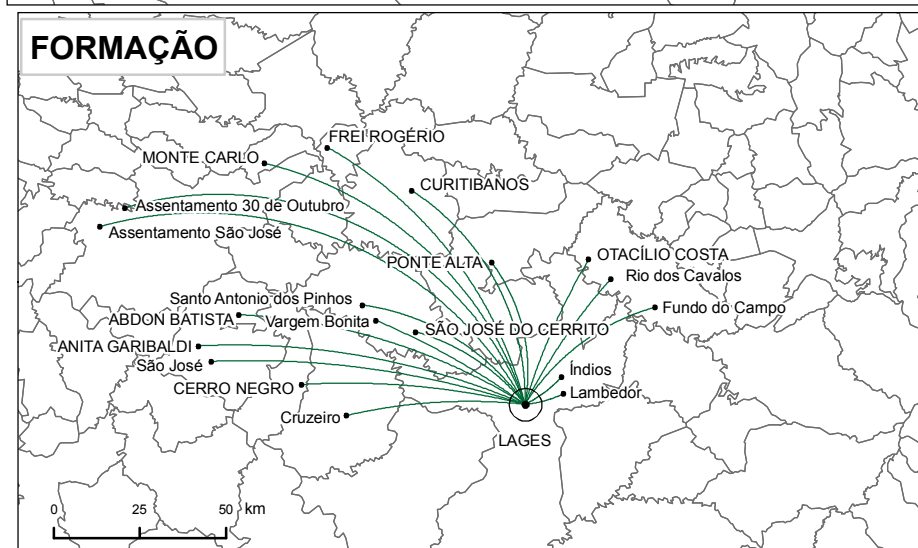 FORMAÇÃO
FREI ROGÉRIO
MONTE CARLO
CURITIBANOS
Assentamento 30 de Outubro
Assentamento São José
OTACÍLIO COSTA
PONTE ALTA
Rio dos Cavalos
Santo Antonio dos Pinhos
Fundo do Campo
ABDON BATISTA
Vargem Bonita
SÃO JOSÉ DO CERRITO
ANITA GARIBALDI
São José
Índios
CERRO NEGRO
Lambedor
Cruzeiro
LAGES
0 25 50 km